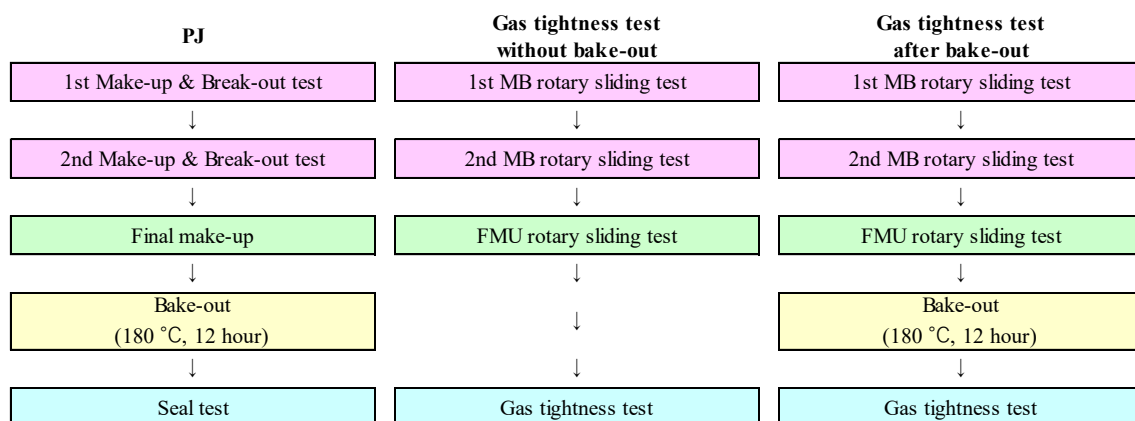 PJ
1st Make-up & Break-out test
↓
2nd Make-up & Break-out test
↓
Final make-up
↓
Bake-out
(180 ℃, 12 hour)
↓
Seal test
Gas tightness test
without bake-out
1st MB rotary sliding test
↓
2nd MB rotary sliding test
↓
FMU rotary sliding test
↓
↓
↓
Gas tightness test
Gas tightness test
after bake-out
1st MB rotary sliding test
↓
2nd MB rotary sliding test
↓
FMU rotary sliding test
↓
Bake-out
(180 ℃, 12 hour)
↓
Gas tightness test